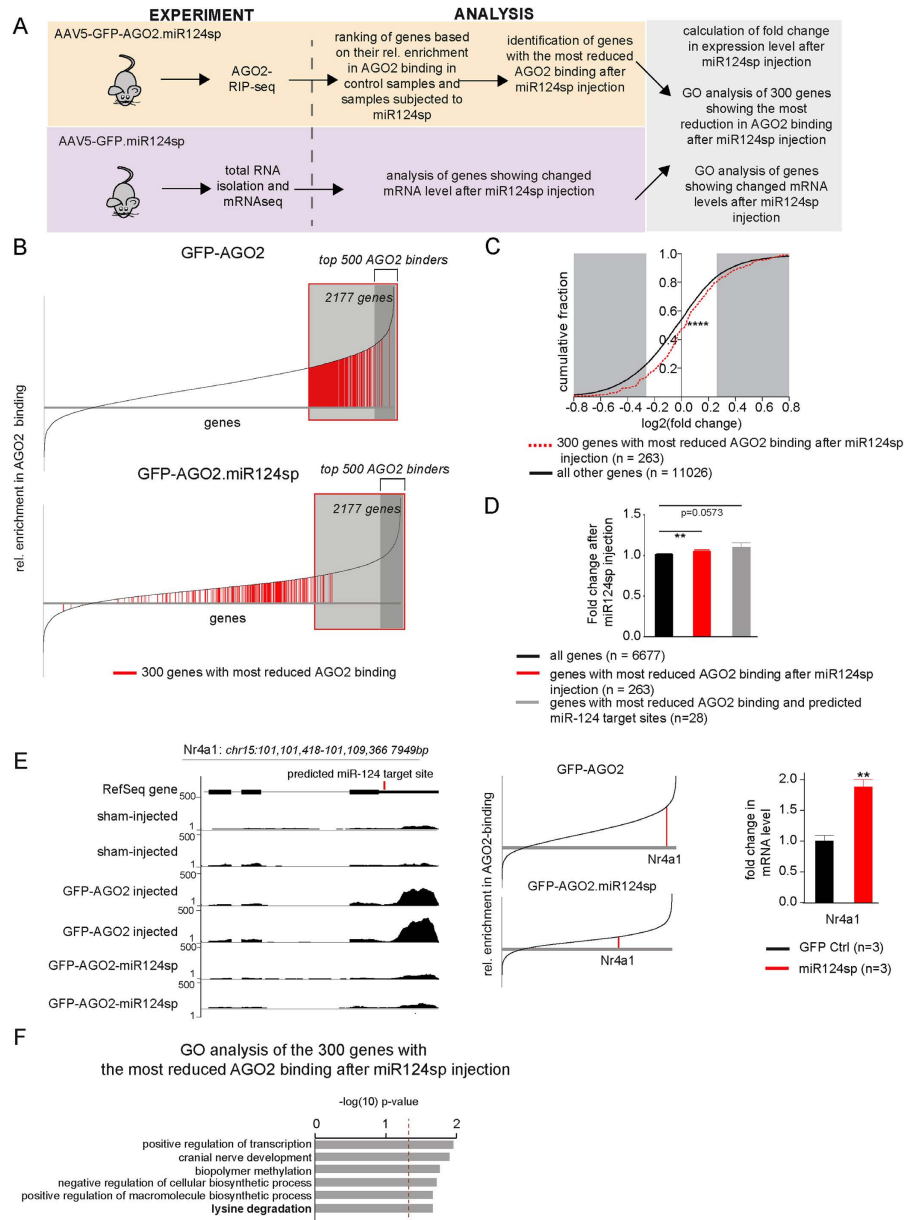 A
EXPERIMENT
ANALYSIS
AAV5-GFP-AGO2.miR124sp
AGO2-
RIP-seq
ranking of genes based
on their rel. enrichment
in AGO2 binding in
control samples and
samples subjected to
miR124sp
identification of genes
with the most reduced
AGO2 binding after
miR124sp injection
AAV5-GFP.miR124sp
total RNA
isolation and
mRNAseq
analysis of genes showing changed
mRNA level after miR124sp injection
calculation of fold change
in expression level after
miR124sp injection
GO analysis of 300 genes
showing the most
reduction in AGO2 binding
after miR124sp injection
GO analysis of genes
showing changed mRNA
levels after miR124sp
injection
B
GFP-AGO2
top 500 AGO2 binders
2177 genes
genes
rel. enrichment in AGO2 binding
GFP-AGO2.miR124sp
top 500 AGO2 binders
2177 genes
genes
300 genes with most reduced AGO2 binding
C
cumulative fraction
1.0
0.8
0.6
0.4
0.2
****
-0.8 -0.6 -0.4 -0.2 0.0 0.2 0.4 0.6 0.8
log2(fold change)
300 genes with most reduced AGO2 binding after miR124sp
injection (n = 263)
all other genes (n = 11026)
D
Fold change after
miR124sp injection
1.5
1.0
0.5
0.0
p=0.0573
**
all genes (n = 6677)
genes with most reduced AGO2 binding after miR124sp
injection (n = 263)
genes with most reduced AGO2 binding and predicted
miR-124 target sites (n=28)
E
Nr4a1: chr15:101,101,418-101,109,366 7949bp
predicted miR-124 target site
RefSeq gene
500
sham-injected
1
500
sham-injected
1
500
GFP-AGO2 injected
1
500
GFP-AGO2 injected
1
500
GFP-AGO2-miR124sp
1
500
GFP-AGO2-miR124sp
1
rel. enrichment in AGO2-binding
GFP-AGO2
Nr4a1
GFP-AGO2.miR124sp
Nr4a1
fold change in
mRNA level
2.0
1.5
1.0
0.5
0.0
**
Nr4a1
GFP Ctrl (n=3)
miR124sp (n=3)
F
GO analysis of the 300 genes with
the most reduced AGO2 binding after miR124sp injection
-log(10) p-value
0 1 2
positive regulation of transcription
cranial nerve development
biopolymer methylation
negative regulation of cellular biosynthetic process
positive regulation of macromolecule biosynthetic process
lysine degradation